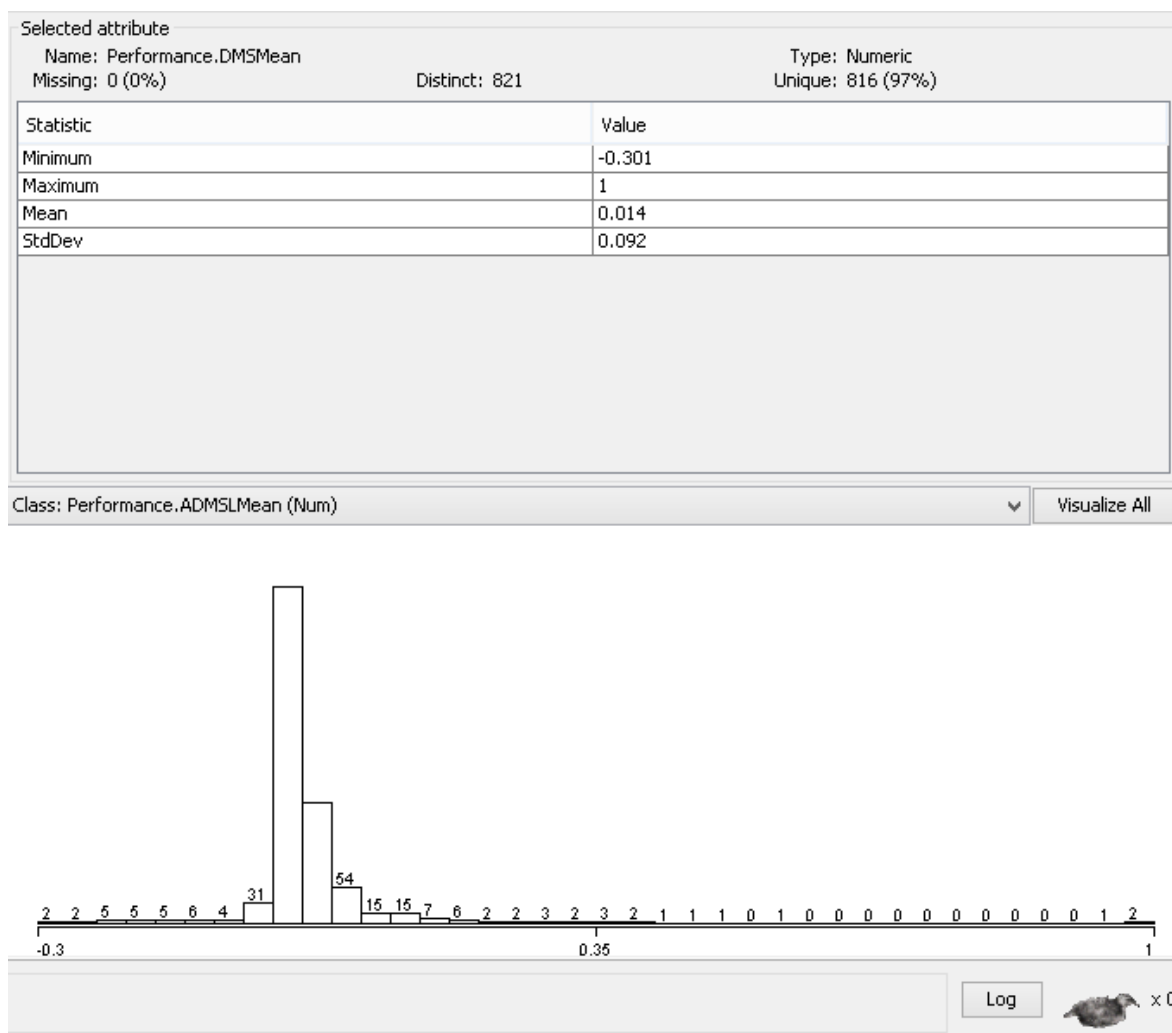 Selected attribute
Name: Performance.DMSMean Type: Numeric
Missing: 0 (0%) Distinct: 821 Unique: 816 (97%)
Statistic Value
Minimum -0.301
Maximum 1
Mean 0.014
StdDev 0.092
Class: Performance.ADMSLMean (Num) Visualize All
2 2 5 5 5 6 4 31 54 15 15 7 6 2 2 3 2 3 2 1 1 1 0 1 0 0 0 0 0 0 0 0 0 0 1 2
-0.3 0.35 1
Log x 0